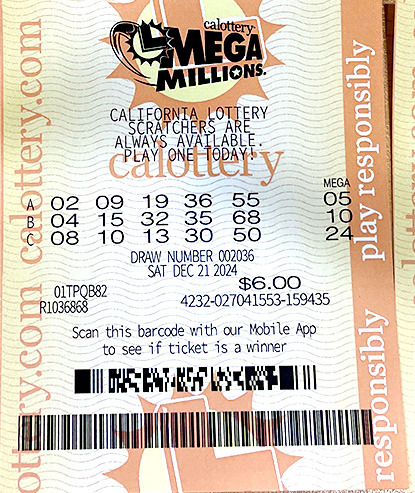 calottery
MEGA
MILLIONS.
CALIFORNIA LOTTERY
SCRATCHERS ARE
ALWAYS AVAILABLE.
PLAY ONE TODAY!
calottery
MEGA
A 02 09 19 36 55 05
B 04 15 32 35 68 10
C 08 10 13 30 50 24
DRAW NUMBER 002036
SAT DEC 21 2024
01TPQB82 $6.00
R1036868 4232-027041553-159435
Scan this barcode with our Mobile App
to see if ticket is a winner
ottery.com calottery.com
responsibly play responsibly